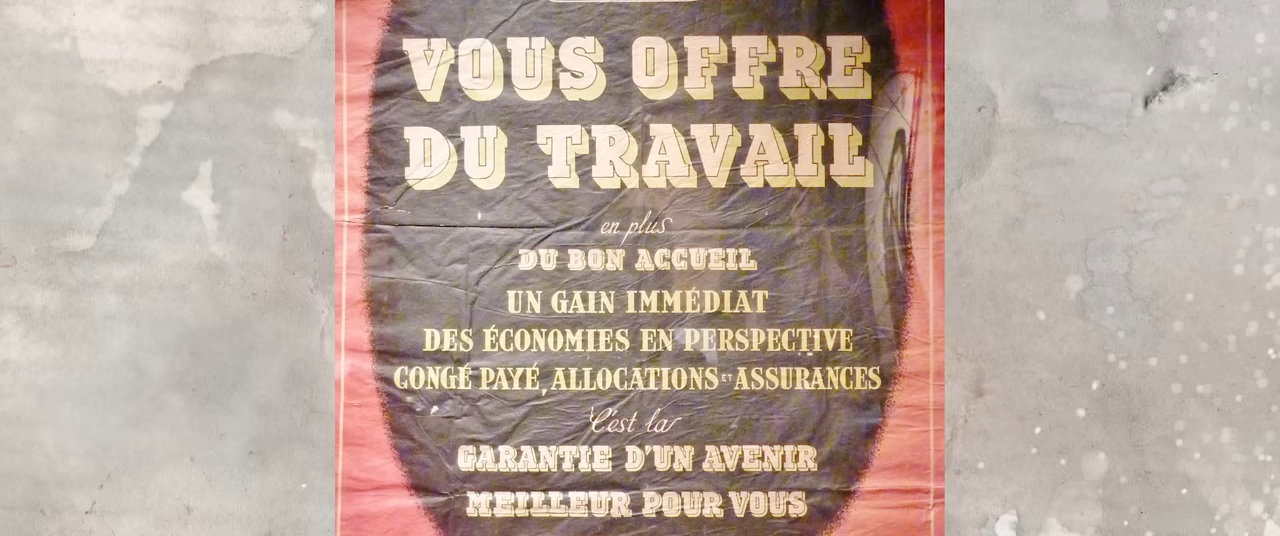 VOUS OFFRE
DU TRAVAIL
en plus
DU BON ACCUEIL
UN GAIN IMMÉDIAT
DES ÉCONOMIES EN PERSPECTIVE
CONGÉ PAYÉ, ALLOCATIONS ET ASSURANCES
C'est la
GARANTIE D'UN AVENIR
MEILLEUR POUR VOUS